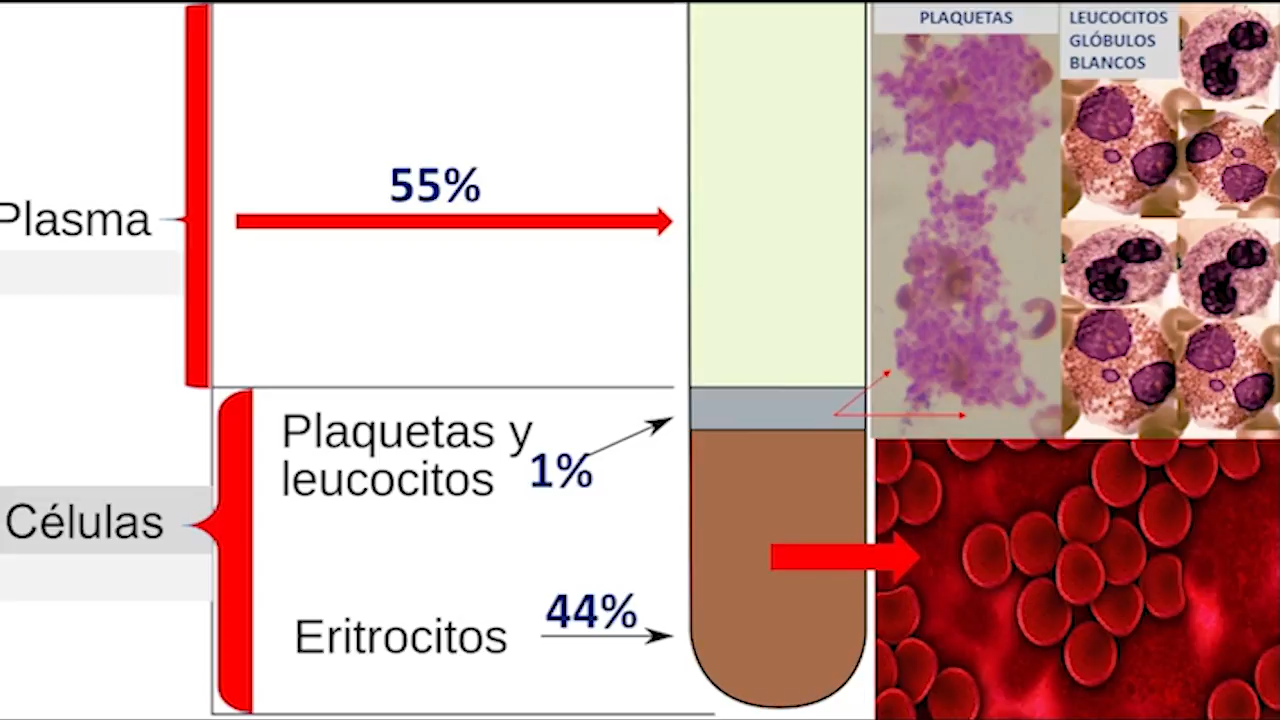 PLAQUETAS
LEUCOCITOS
GLÓBULOS
BLANCOS
55%
Plasma
Plaquetas y
leucocitos
1%
Células
44%
Eritrocitos